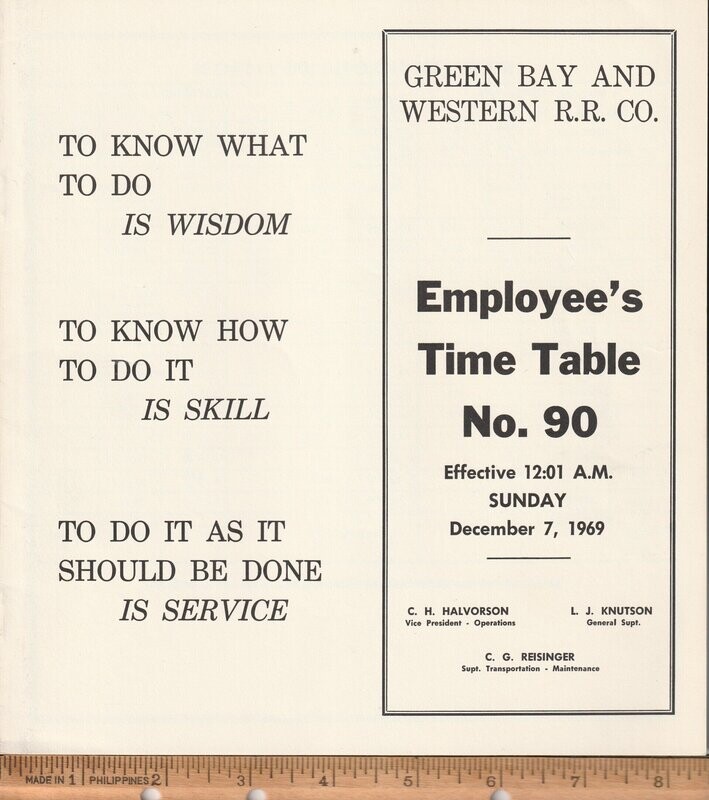 TO KNOW WHAT
TO DO
IS WISDOM
TO KNOW HOW
TO DO IT
IS SKILL
TO DO IT AS IT
SHOULD BE DONE
IS SERVICE
GREEN BAY AND
WESTERN R.R. CO.
Employee's
Time Table
No. 90
Effective 12:01 A.M.
SUNDAY
December 7, 1969
C. H. HALVORSON
Vice President - Operations
L. J. KNUTSON
General Supt.
C. G. REISINGER
Supt. Transportation - Maintenance
MADE IN 1 PHILIPPINES 2 3 4 5 6 7 8